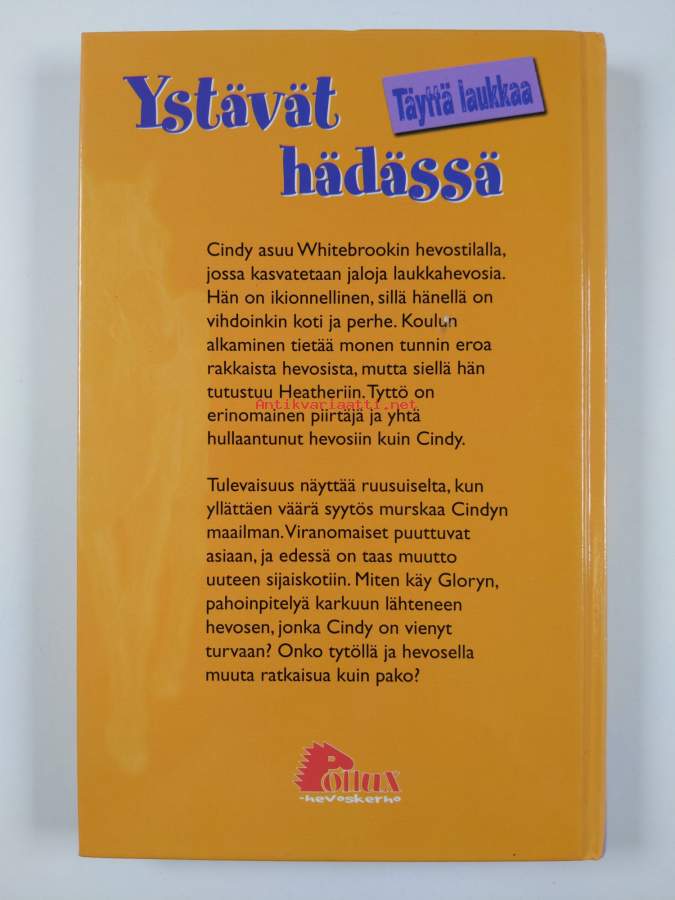 Ystävät
Täyttä laukkaa
hädässä
Cindy asuu Whitebrookin hevostilalla,
jossa kasvatetaan jaloja laukkahevosia.
Hän on ikionnellinen, sillä hänellä on
vihdoinkin koti ja perhe. Koulun
alkaminen tietää monen tunnin eroa
rakkaista hevosista, mutta siellä hän
tutustuu Heatheriin. Tyttö on
Antikvariaatti.net
erinomainen piirtäjä ja yhtä
hullaantunut hevosiin kuin Cindy.
Tulevaisuus näyttää ruusuiselta, kun
yllättäen väärä syytös murskaa Cindyn
maailman. Viranomaiset puuttuvat
asiaan, ja edessä on taas muutto
uuteen sijaiskotiin. Miten käy Gloryn,
pahoinpitelyä karkuun lähteneen
hevosen, jonka Cindy on vienyt
turvaan? Onko tytöllä ja hevosella
muuta ratkaisua kuin pako?
Pollux
-hevoskerho